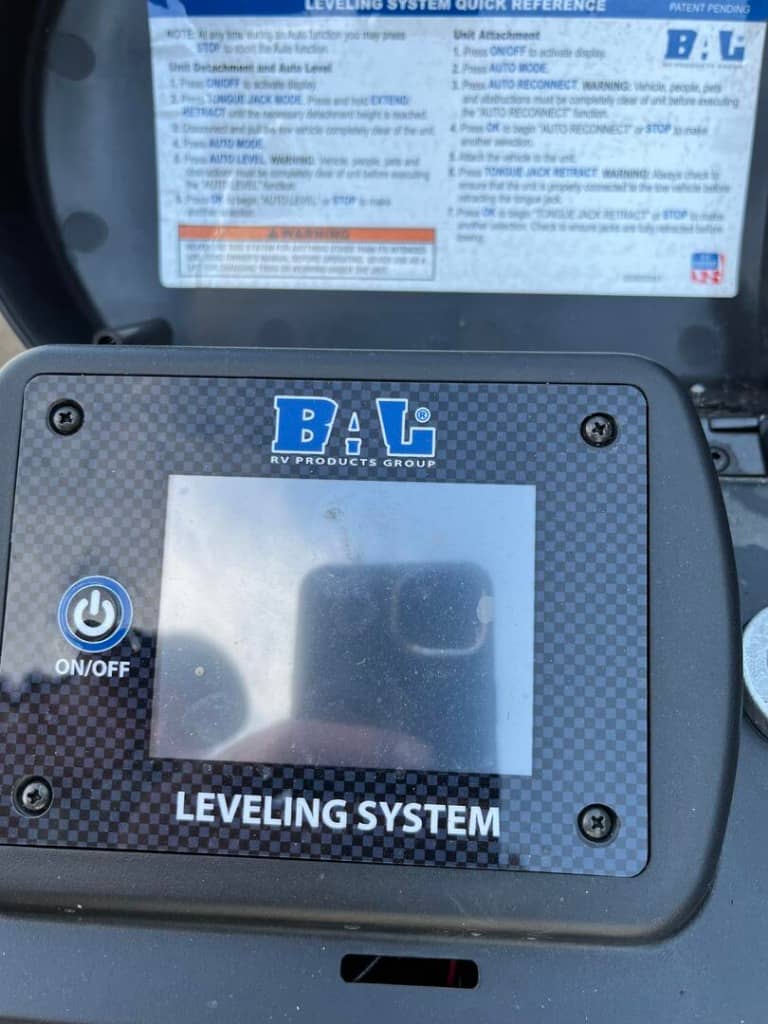 LEVELING SYSTEM QUICK REFERENCE
PATENT PENDING
NOTE: At any time during an Auto function you may press
STOP to abort the Auto function.
Unit Detachment and Auto Level
1. Press ON/OFF to activate display.
2. Press TONGUE JACK MODE. Press and hold EXTEND/
RETRACT until the necessary detachment height is reached.
3. Disconnect and pull the tow vehicle completely clear of the unit.
4. Press AUTO MODE.
5. Press AUTO LEVEL. WARNING: Vehicle, people, pets and
obstructions must be completely clear of unit before executing
the "AUTO LEVEL" function.
6. Press OK to begin "AUTO LEVEL" or STOP to make
another selection.
WARNING
Unit Attachment
1. Press ON/OFF to activate display.
2. Press AUTO MODE.
3. Press AUTO RECONNECT. WARNING: Vehicle, people, pets
and obstructions must be completely clear of unit before executing
the "AUTO RECONNECT" function.
4. Press OK to begin "AUTO RECONNECT" or STOP to make
another selection.
5. Attach the vehicle to the unit.
6. Press TONGUE JACK RETRACT. WARNING: Always check to
ensure that the unit is properly connected to the tow vehicle before
retracting the tongue jack.
7. Press OK to begin "TONGUE JACK RETRACT" or STOP to make
another selection. Check to ensure jacks are fully retracted before
towing.
BAL
RV PRODUCTS GROUP
BAL®
RV PRODUCTS GROUP
ON/OFF
LEVELING SYSTEM